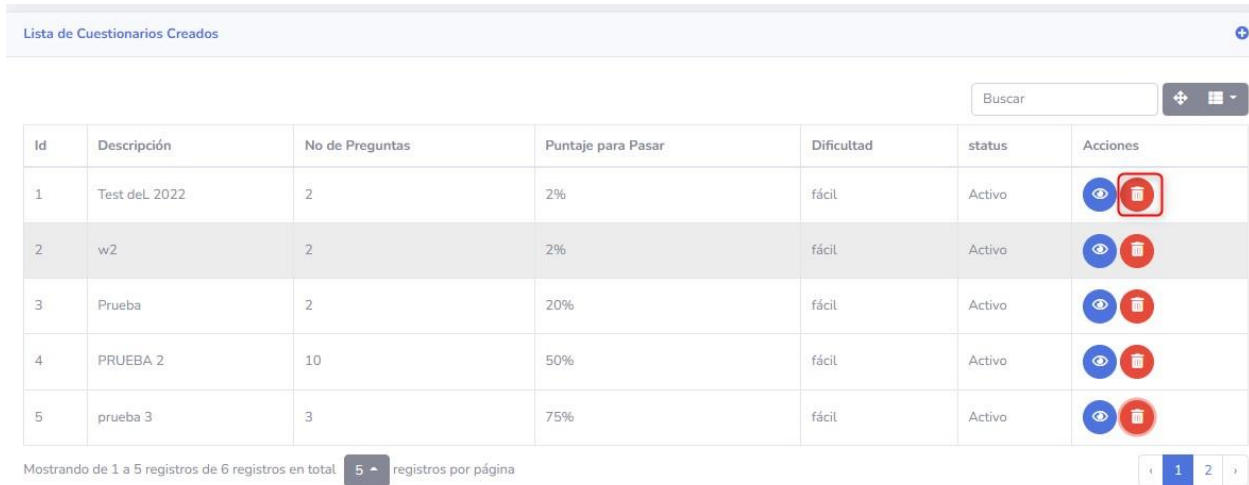 Lista de Cuestionarios Creados
Buscar
Id Descripción No de Preguntas Puntaje para Pasar Dificultad status Acciones
1 Test deL 2022 2 2% fácil Activo
2 w2 2 2% fácil Activo
3 Prueba 2 20% fácil Activo
4 PRUEBA 2 10 50% fácil Activo
5 prueba 3 3 75% fácil Activo
Mostrando de 1 a 5 registros de 6 registros en total 5 registros por página ‹ 1 2 ›